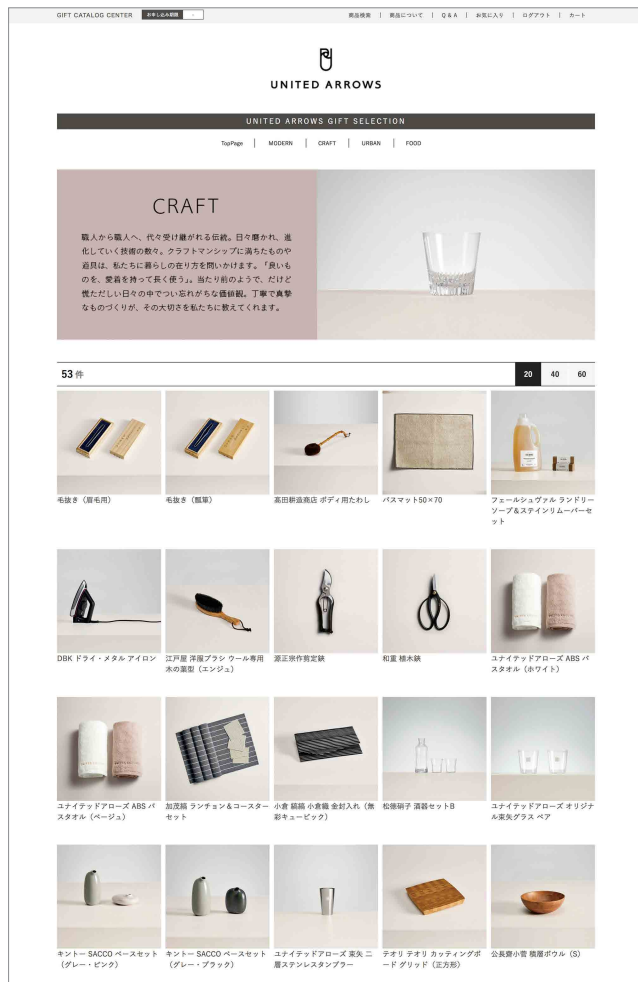 GIFT CATALOG CENTER
お申し込み期限
-
商品検索 | 商品について | Q & A | お気に入り | ログアウト | カート
UNITED ARROWS
UNITED ARROWS GIFT SELECTION
TopPage | MODERN | CRAFT | URBAN | FOOD
CRAFT
職人から職人へ、代々受け継がれる伝統。日々磨かれ、進
化していく技術の数々。クラフトマンシップに満ちたものや
道具は、私たちに暮らしの在り方を問いかけます。「良いも
のを、愛着を持って長く使う」。当たり前のようで、だけど
慌ただしい日々の中でつい忘れがちな価値観。丁寧で真摯
なものづくりが、その大切さを私たちに教えてくれます。
53 件
20 40 60
毛抜き（眉毛用）
毛抜き（瓢箪）
高田耕造商店 ボディ用たわし
バスマット50×70
フェールシュヴァル ランドリー
ソープ＆ステインリムーバーセ
ット
DBK ドライ・メタル アイロン
江戸屋 洋服ブラシ ウール専用
木の葉型（エンジュ）
源正宗作剪定鋏
和重 植木鋏
ユナイテッドアローズ ABS バ
スタオル（ホワイト）
ユナイテッドアローズ ABS バ
スタオル（ベージュ）
加茂縞 ランチョン＆コースター
セット
小倉 縞縞 小倉織 金封入れ（無
彩キュービック）
松徳硝子 酒器セットB
ユナイテッドアローズ オリジナ
ル束矢グラス ペア
キントー SACCO ベースセット
（グレー・ピンク）
キントー SACCO ベースセット
（グレー・ブラック）
ユナイテッドアローズ 束矢 二
層ステンレスタンブラー
テオリ テオリ カッティングボ
ード グリッド（正方形）
公長齋小菅 積層ボウル（S）